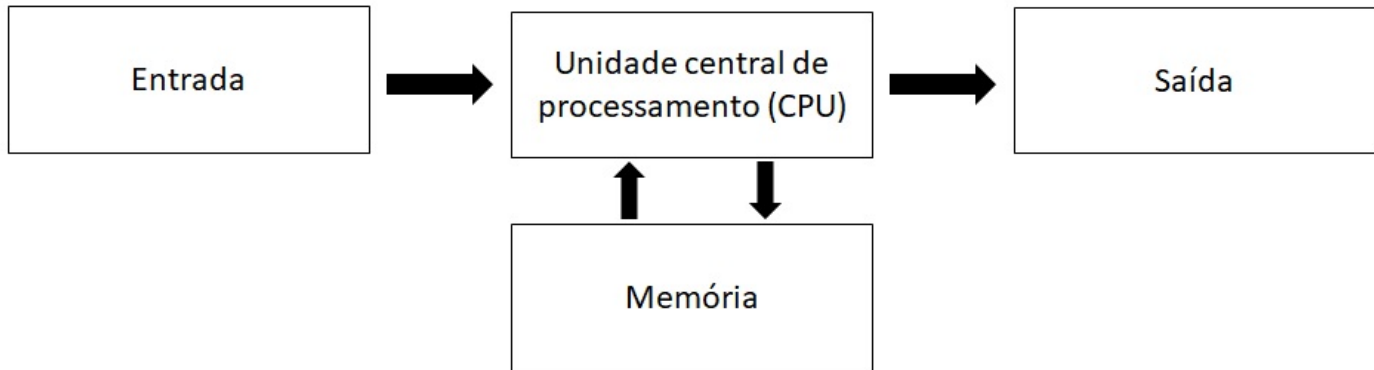 Entrada
Unidade central de
processamento (CPU)
Saída
Memória